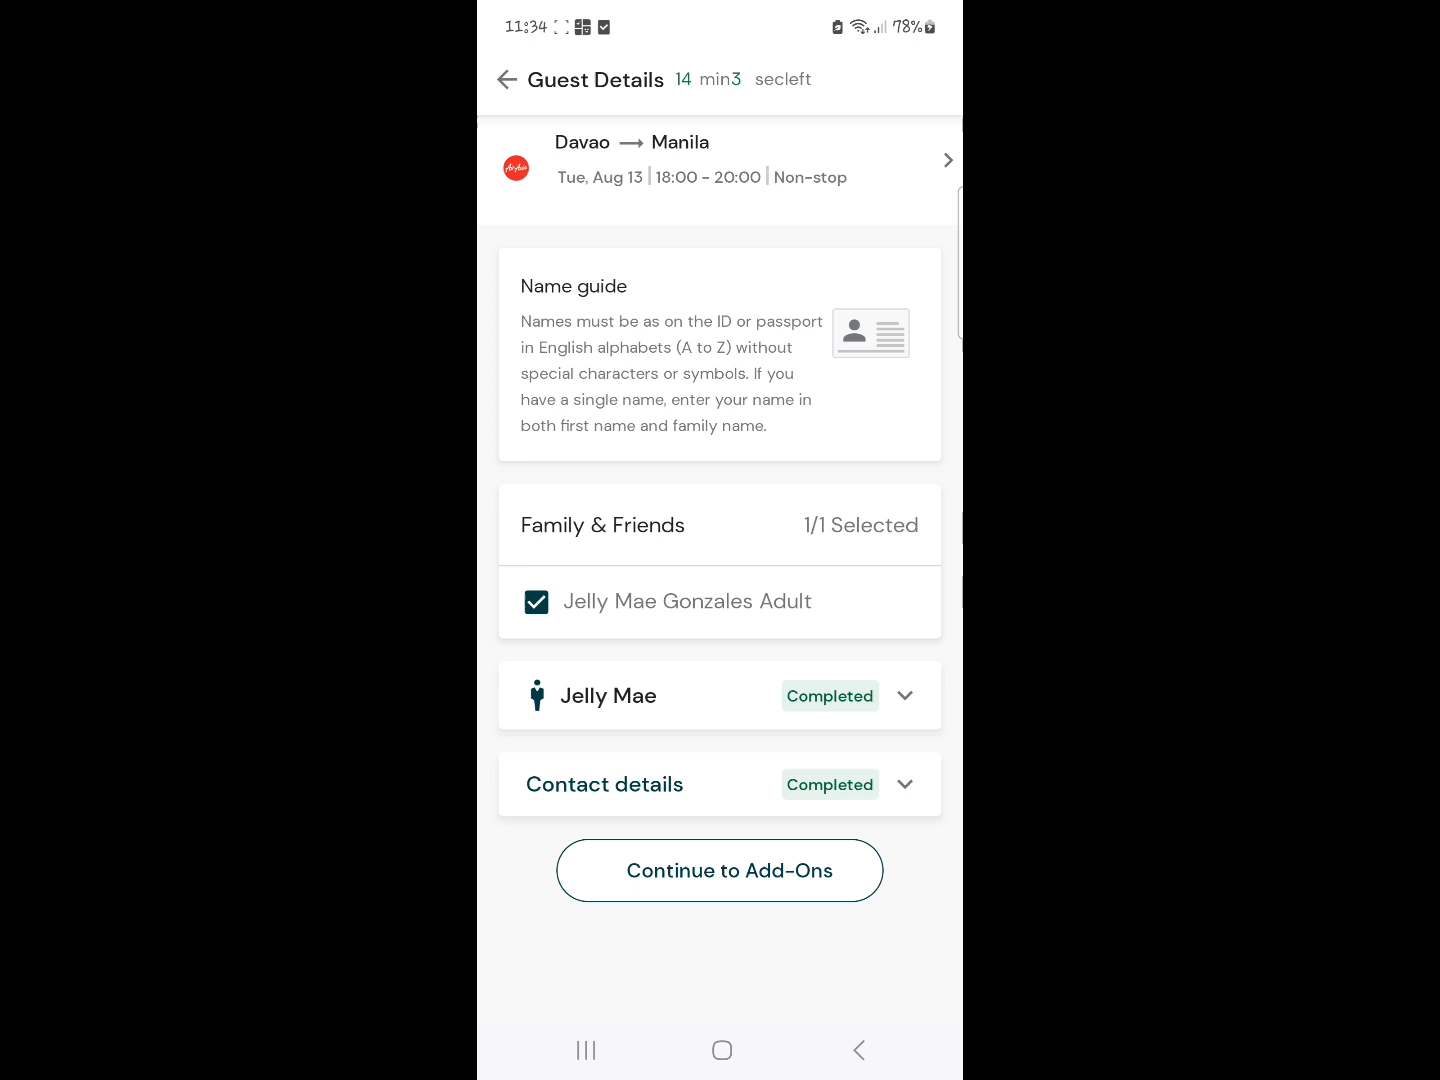 11:34 78%
Guest Details 14 min3 secleft
Davao → Manila
AirAsia
Tue, Aug 13 | 18:00 - 20:00 | Non-stop
Name guide
Names must be as on the ID or passport
in English alphabets (A to Z) without
special characters or symbols. If you
have a single name, enter your name in
both first name and family name.
Family & Friends 1/1 Selected
Jelly Mae Gonzales Adult
Jelly Mae Completed
Contact details Completed
Continue to Add-Ons